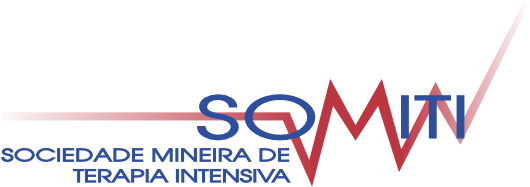 SOMITI
SOCIEDADE MINEIRA DE
TERAPIA INTENSIVA